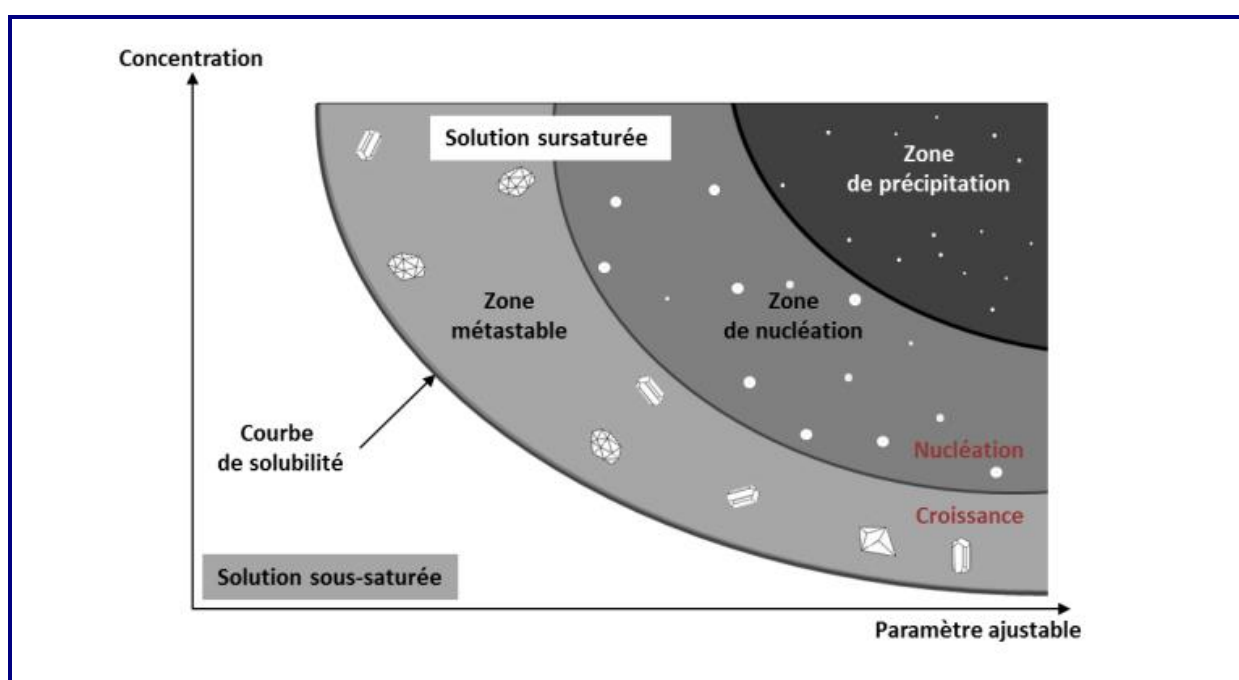 Concentration
Solution sursaturée
Zone
de précipitation
Zone
métastable
Zone
de nucléation
Courbe
de solubilité
Nucléation
Croissance
Solution sous-saturée
Paramètre ajustable